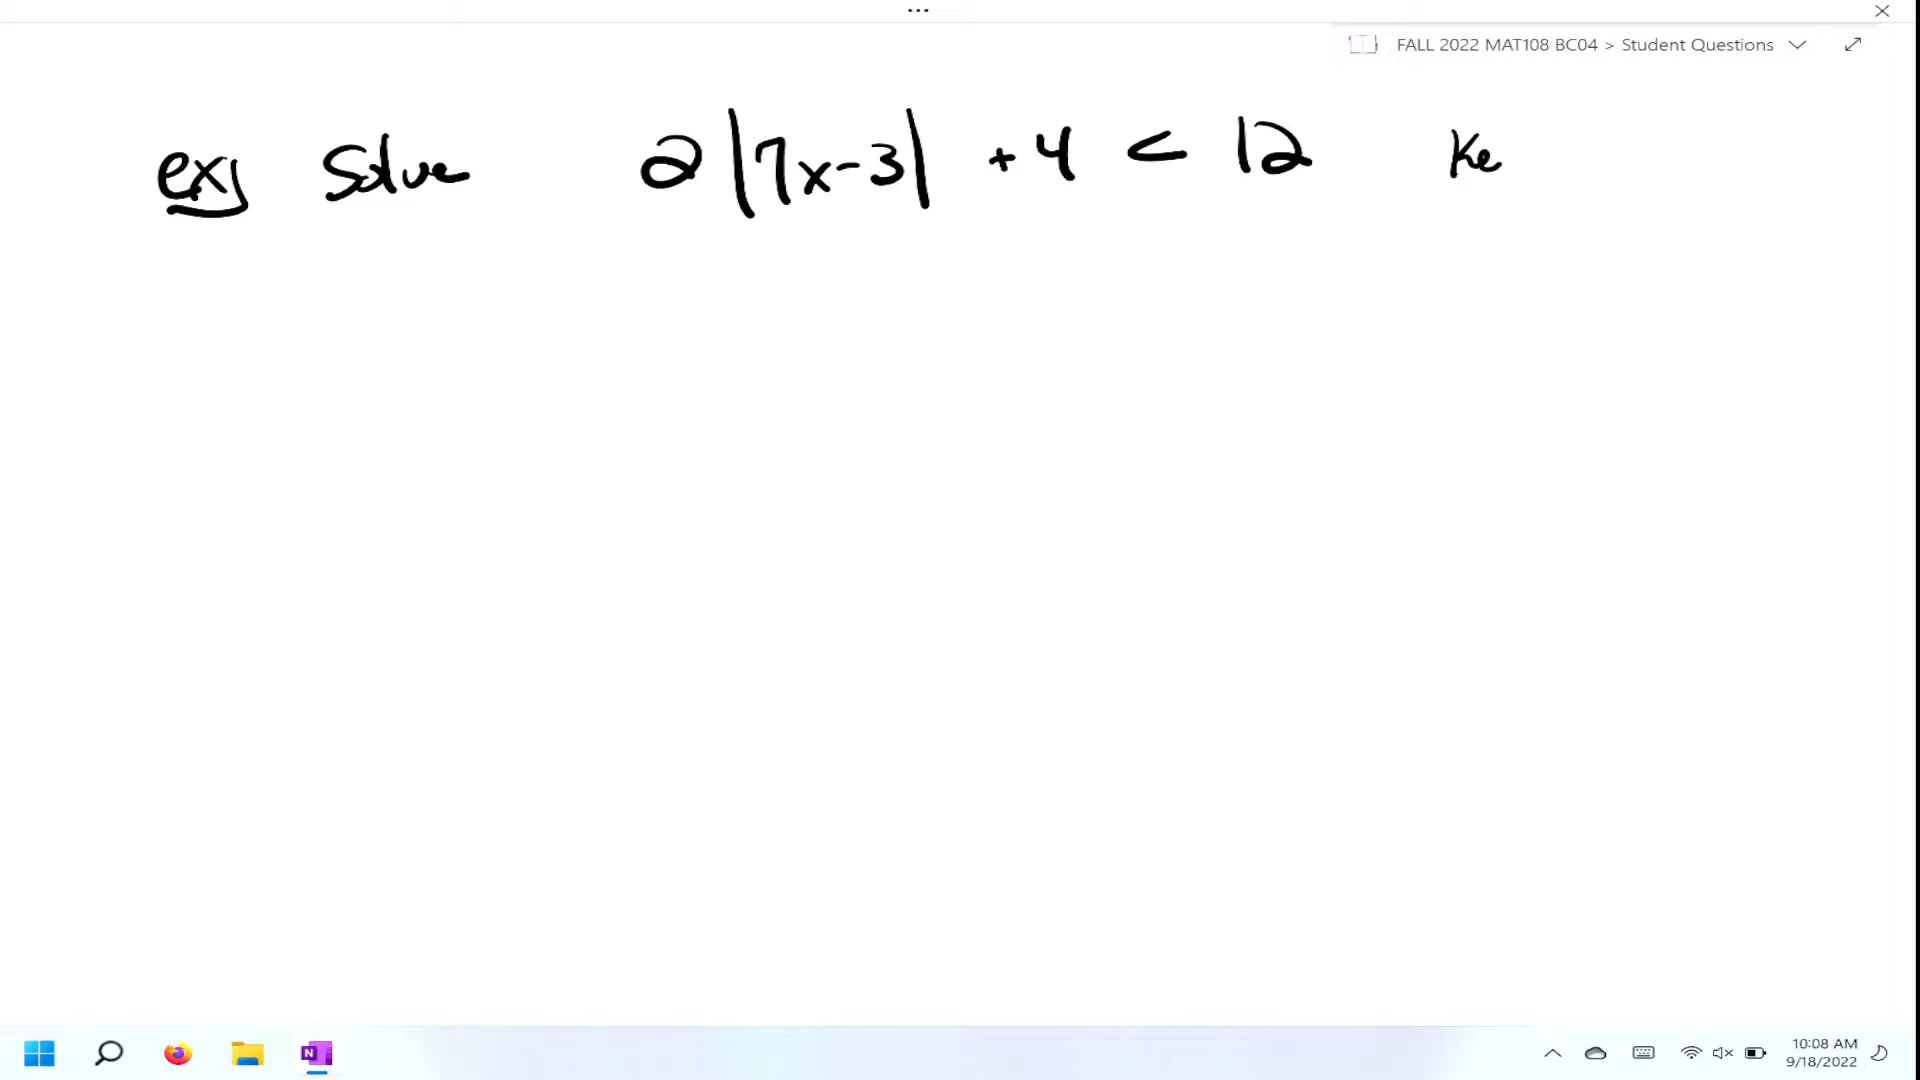 FALL 2022 MAT108 BC04 > Student Questions
ex) Solve 2|7x-3| + 4 < 12 Ke
10:08 AM
9/18/2022